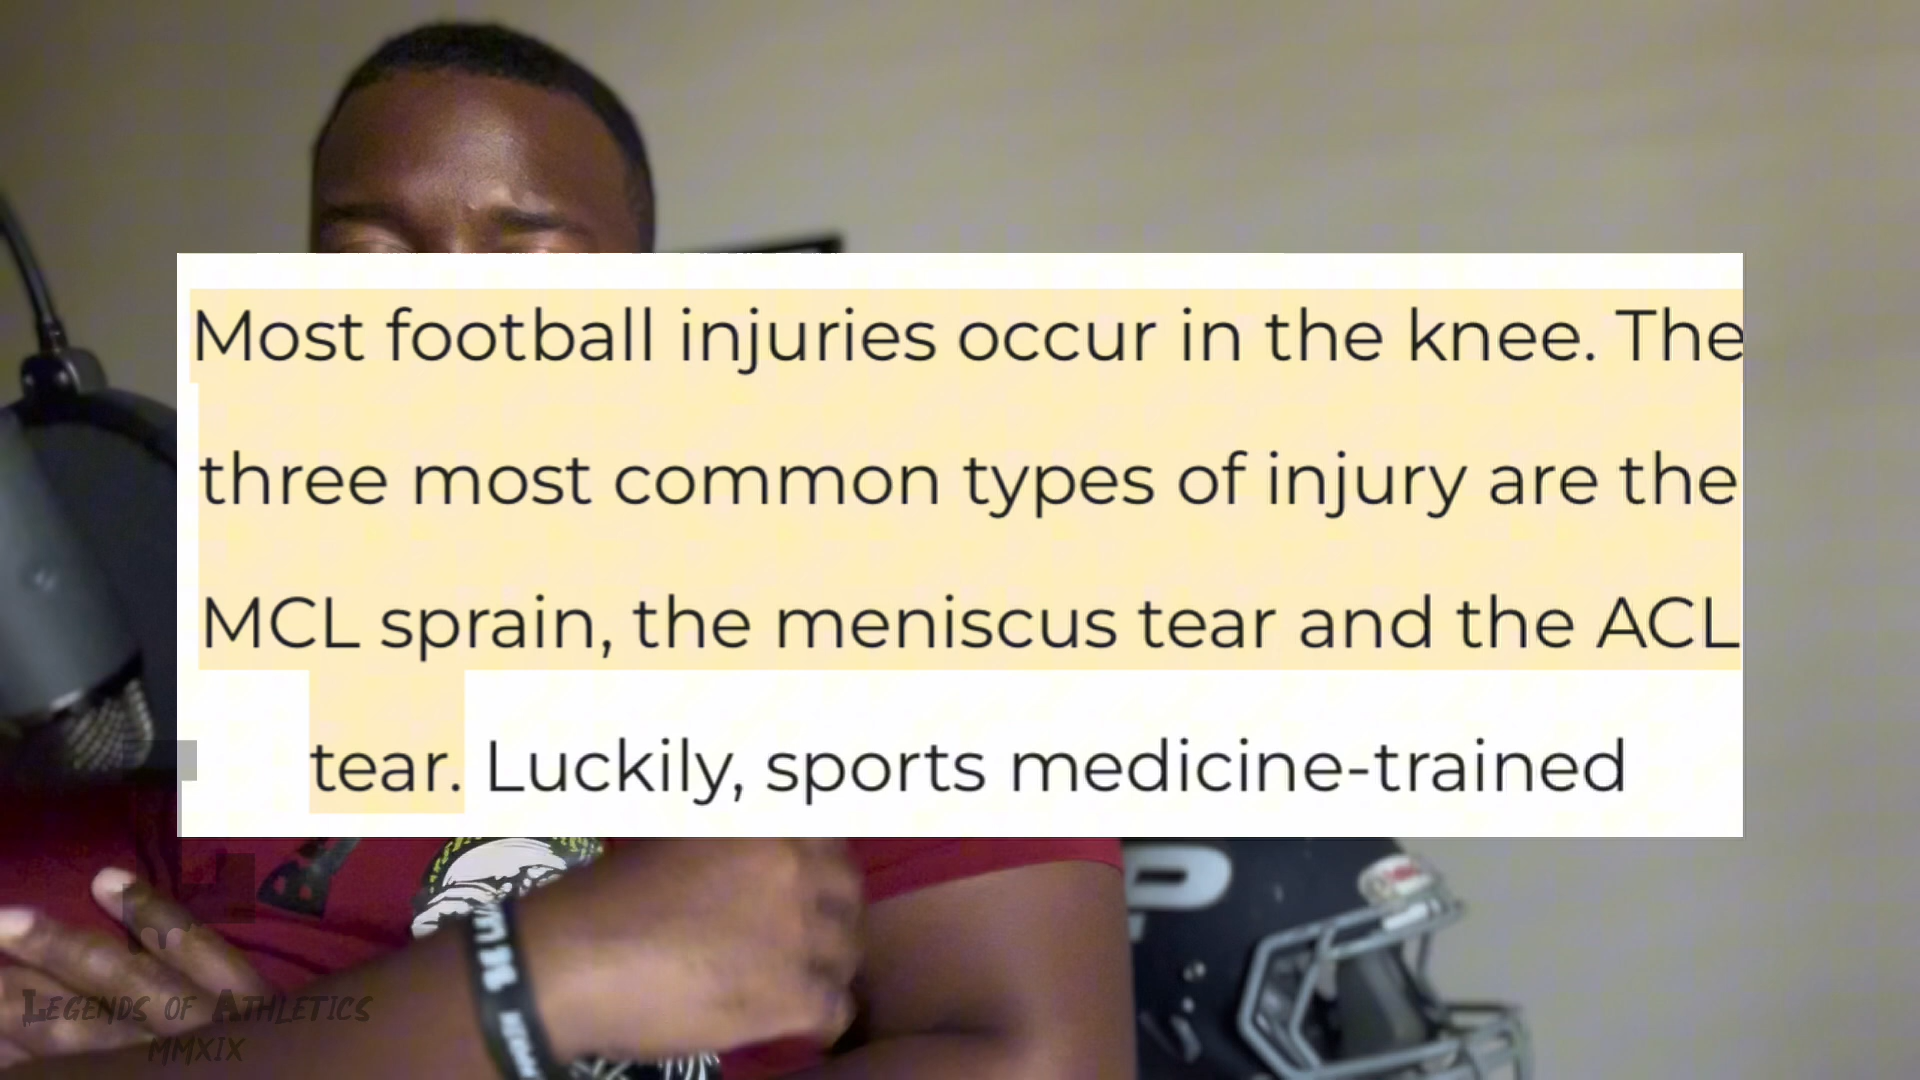 Most football injuries occur in the knee. The
three most common types of injury are the
MCL sprain, the meniscus tear and the ACL
tear. Luckily, sports medicine-trained
LEGENDS OF ATHLETICS
MMXIX